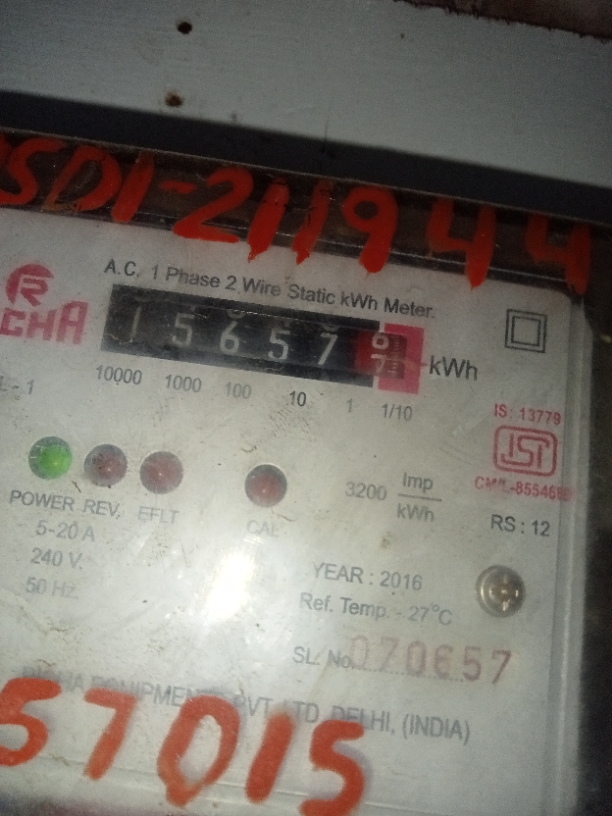 SD1-211944
A.C. 1 Phase 2 Wire Static kWh Meter.
15657
kWh
10000 1000 100 10 1 1/10
IS: 13779
3200 Imp/kWh
POWER REV. EFLT CAL
RS : 12
5-20 A
240 V.
50 Hz.
YEAR : 2016
Ref. Temp. - 27°C
SL. No. 070657
PVT. LTD. DELHI, (INDIA)
57015